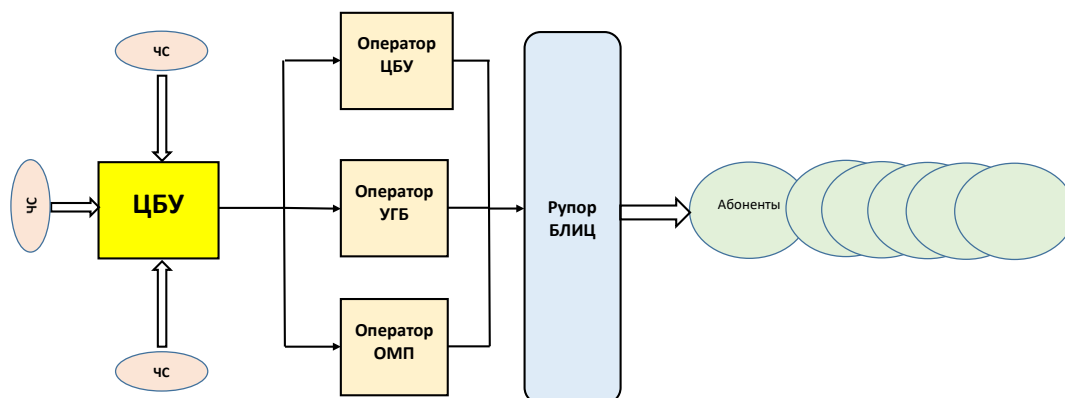 ЧС
ЧС
ЦБУ
ЧС
Оператор
ЦБУ
Оператор
УГБ
Оператор
ОМП
Рупор
БЛИЦ
Абоненты